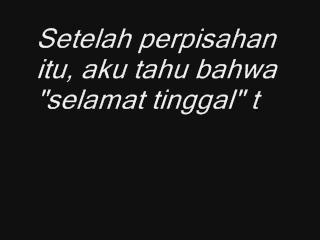 Setelah perpisahan
itu, aku tahu bahwa
"selamat tinggal" t